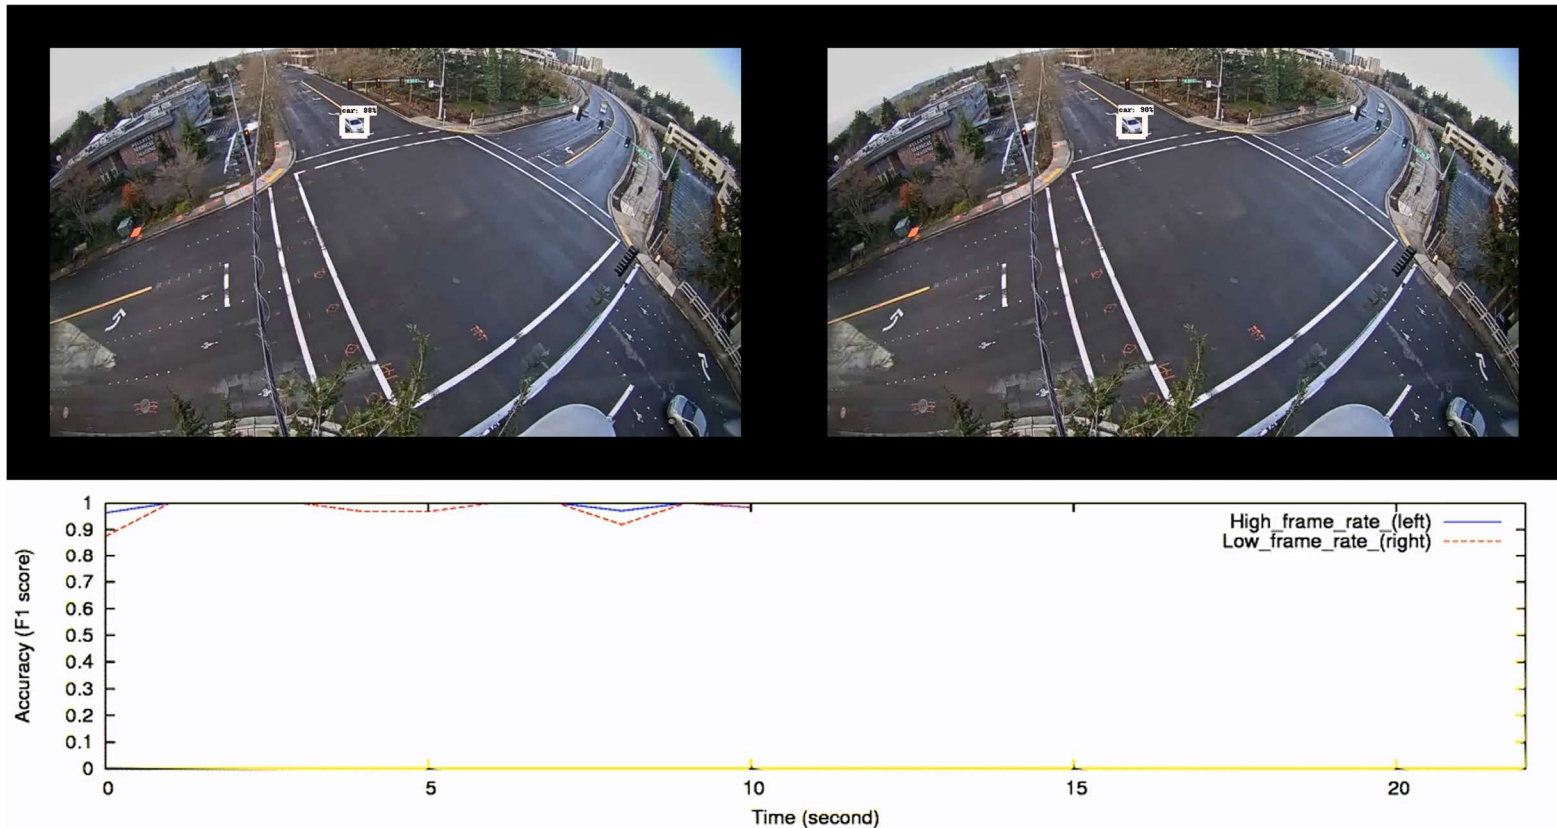 car: 88%
car: 90%
1
0.9
0.8
0.7
0.6
0.5
0.4
0.3
0.2
0.1
0
Accuracy (F1 score)
High_frame_rate_(left)
Low_frame_rate_(right)
0
5
10
15
20
Time (second)